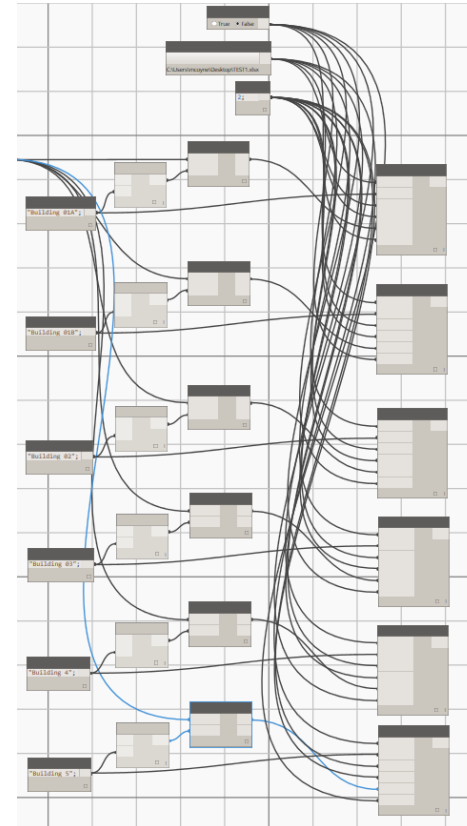 True False
C:\Users\mcoyne\Desktop\TEST1.xlsx
2;
"Building 01A";
"Building 01B";
"Building 02";
"Building 03";
"Building 4";
"Building 5";